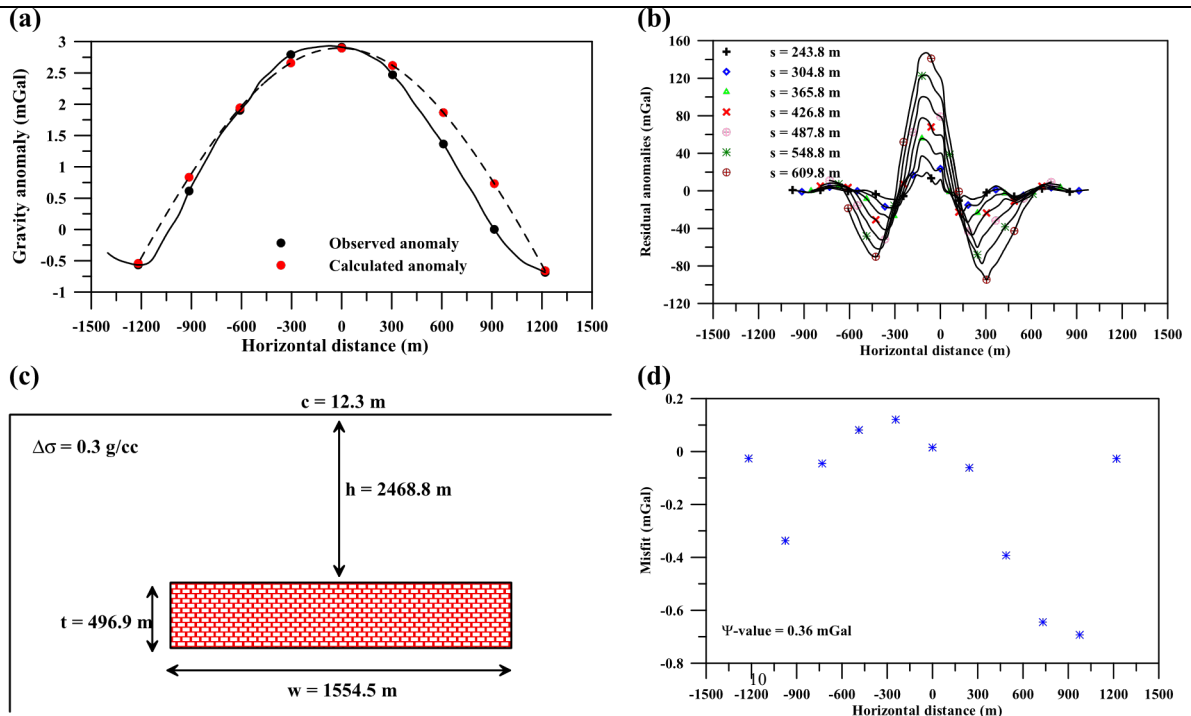 (a)
Gravity anomaly (mGal)
3
2.5
2
1.5
1
0.5
0
-0.5
-1
Observed anomaly
Calculated anomaly
-1500 -1200 -900 -600 -300 0 300 600 900 1200 1500
Horizontal distance (m)
(b)
Residual anomalies (mGal)
160
120
80
40
0
-40
-80
-120
s = 243.8 m
s = 304.8 m
s = 365.8 m
s = 426.8 m
s = 487.8 m
s = 548.8 m
s = 609.8 m
-1500 -1200 -900 -600 -300 0 300 600 900 1200 1500
Horizontal distance (m)
(c)
c = 12.3 m
Δσ = 0.3 g/cc
h = 2468.8 m
t = 496.9 m
w = 1554.5 m
(d)
Misfit (mGal)
0.2
0
-0.2
-0.4
-0.6
-0.8
Ψ-value = 0.36 mGal
10
-1500 -1200 -900 -600 -300 0 300 600 900 1200 1500
Horizontal distance (m)